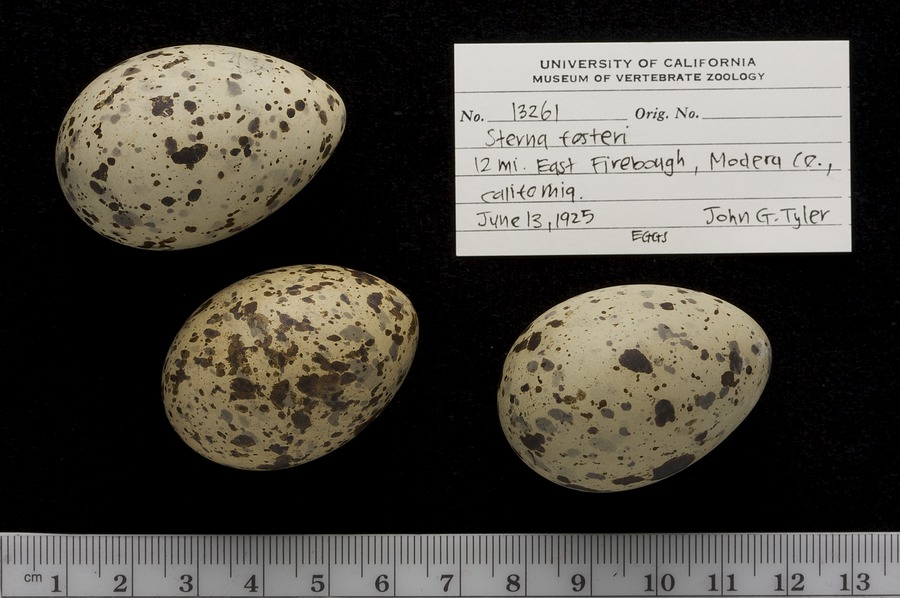 UNIVERSITY OF CALIFORNIA
MUSEUM OF VERTEBRATE ZOOLOGY
No. 13261 Orig. No.
Sterna fosteri
12 mi. East Firebough, Madera Co.,
California.
June 13, 1925 John G. Tyler
EGGS
cm 1 2 3 4 5 6 7 8 9 10 11 12 13